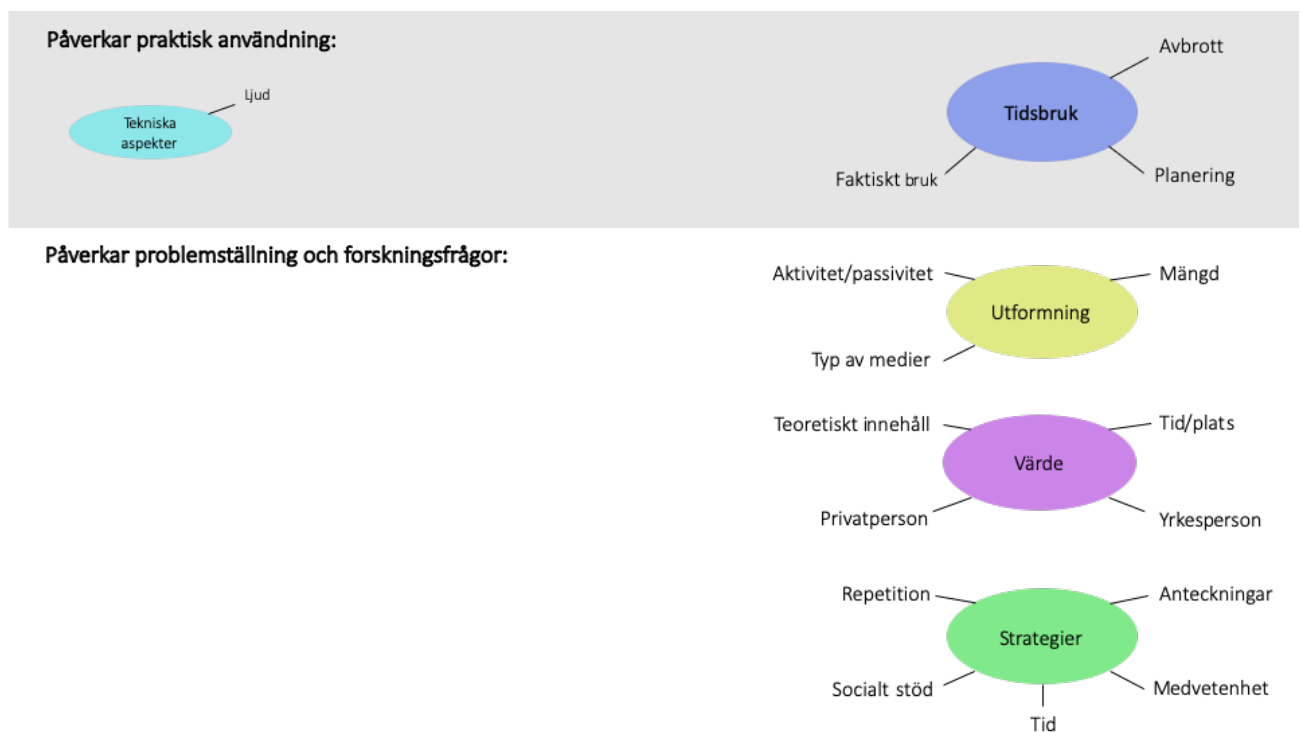 Påverkar praktisk användning:
Ljud
Tekniska
aspekter
Avbrott
Tidsbruk
Faktiskt bruk
Planering
Påverkar problemställning och forskningsfrågor:
Aktivitet/passivitet
Mängd
Utformning
Typ av medier
Teoretiskt innehåll
Tid/plats
Värde
Privatperson
Yrkesperson
Repetition
Anteckningar
Strategier
Socialt stöd
Medvetenhet
Tid